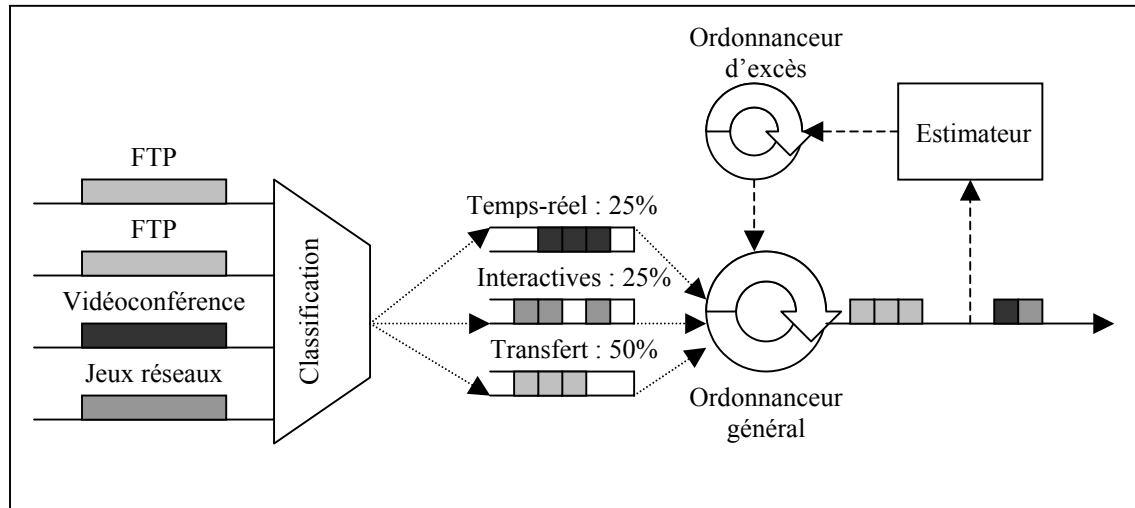 Ordonnanceur
d'excès
Estimateur
FTP
FTP
Vidéoconférence
Jeux réseaux
Classification
Temps-réel : 25%
Interactives : 25%
Transfert : 50%
Ordonnanceur
général